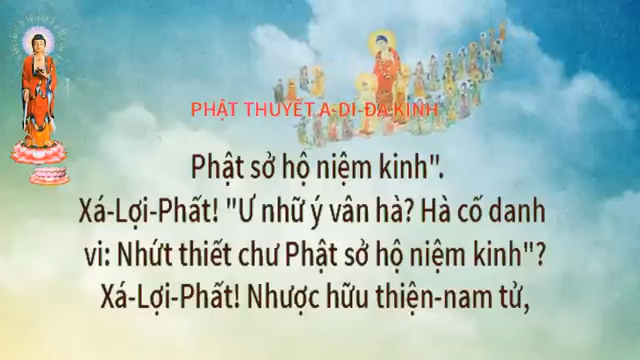 PHẬT THUYẾT A-DI-ĐÀ KINH
Phật sở hộ niệm kinh".
Xá-Lợi-Phất! "Ư nhữ ý vân hà? Hà cố danh
vi: Nhứt thiết chư Phật sở hộ niệm kinh"?
Xá-Lợi-Phất! Nhược hữu thiện-nam tử,